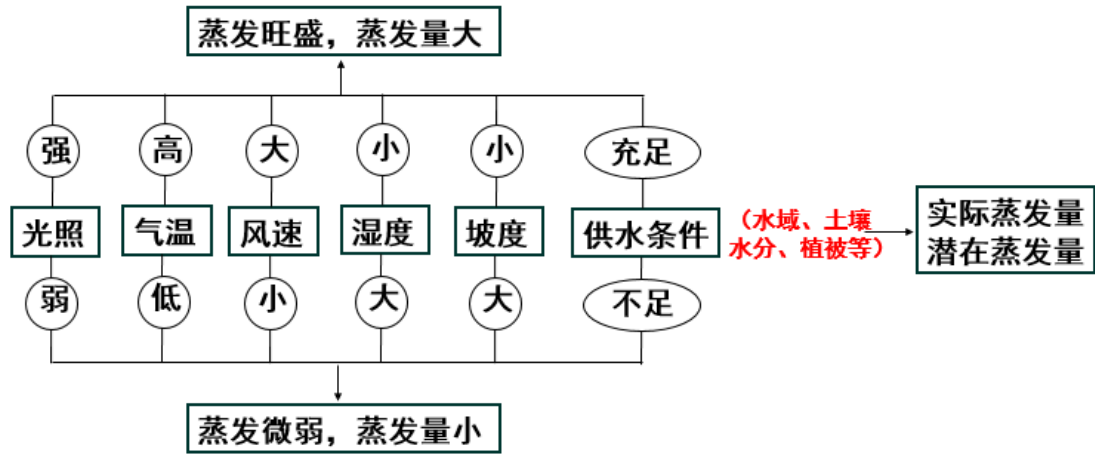 蒸发旺盛，蒸发量大
强
高
大
小
小
充足
光照
气温
风速
湿度
坡度
供水条件
（水域、土壤
水分、植被等）
实际蒸发量
潜在蒸发量
弱
低
小
大
大
不足
蒸发微弱，蒸发量小